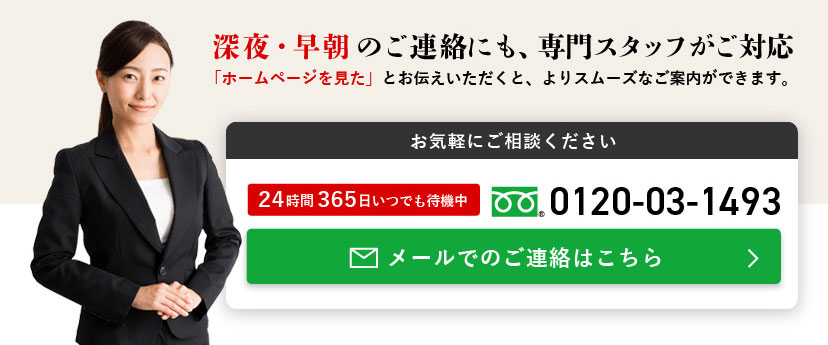 深夜・早朝のご連絡にも、専門スタッフがご対応
「ホームページを見た」とお伝えいただくと、よりスムーズなご案内ができます。
お気軽にご相談ください
24時間365日いつでも待機中 ® 0120-03-1493
メールでのご連絡はこちら